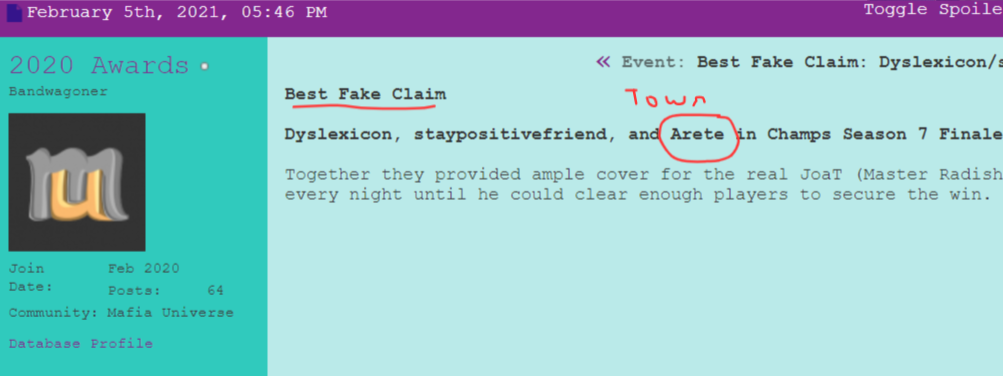 February 5th, 2021, 05:46 PM
Toggle Spoile
2020 Awards
Bandwagoner
mu
Join Date: Feb 2020
Posts: 64
Community: Mafia Universe
Database Profile
« Event: Best Fake Claim: Dyslexicon/s
Best Fake Claim
Town
Dyslexicon, staypositivefriend, and Arete in Champs Season 7 Finale
Together they provided ample cover for the real JoaT (Master Radish
every night until he could clear enough players to secure the win.